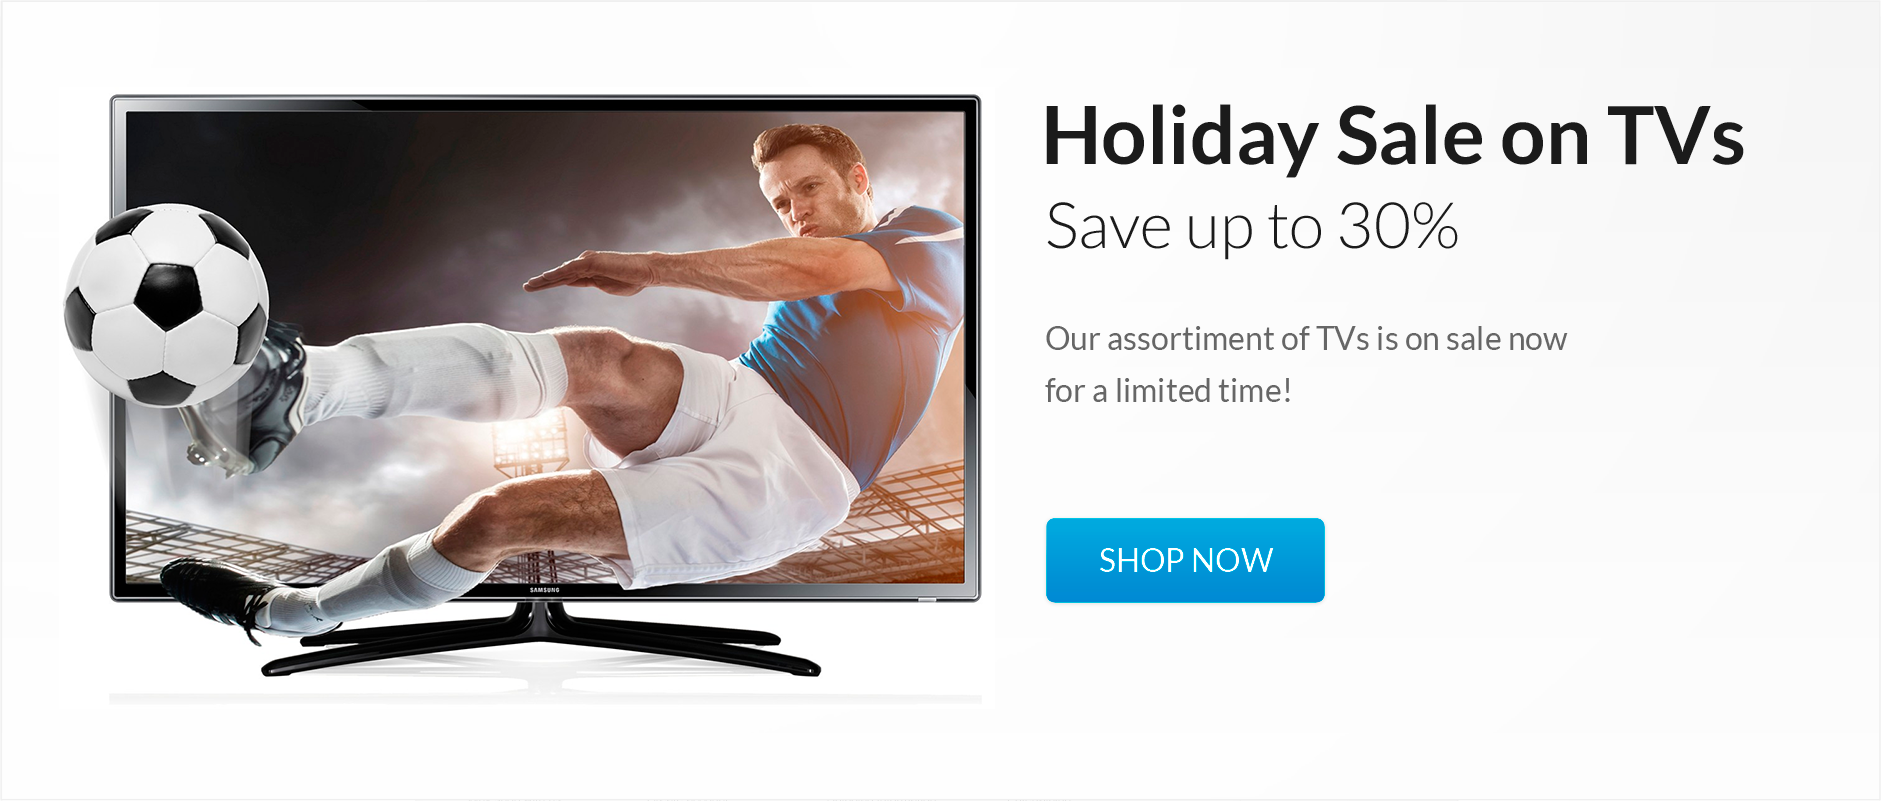 Holiday Sale on TVs
Save up to 30%
Our assortiment of TVs is on sale now
for a limited time!
SHOP NOW
SAMSUNG